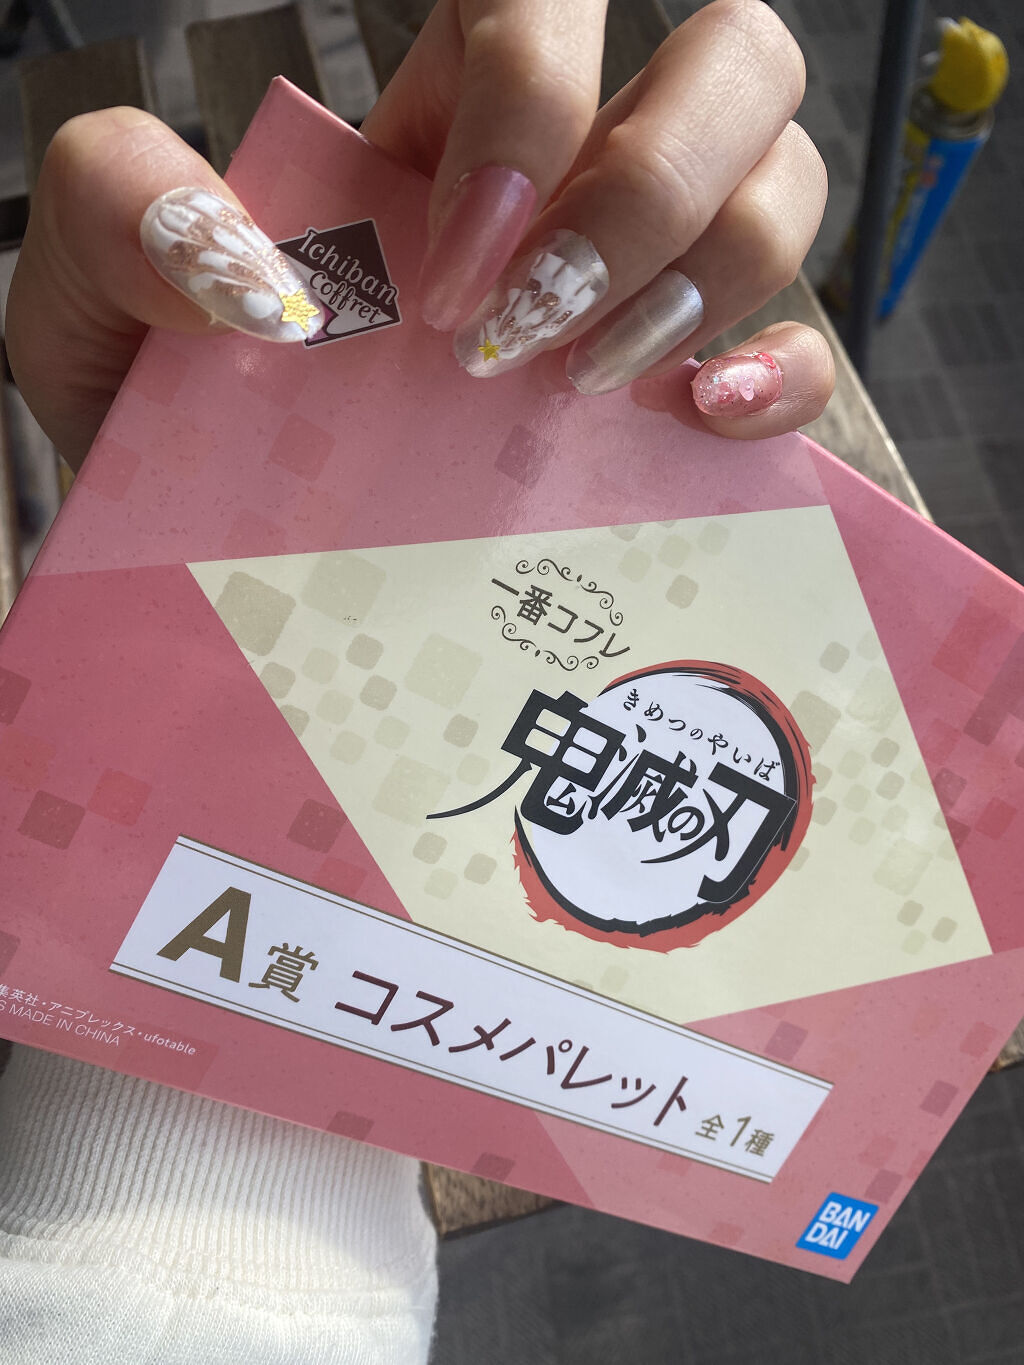 Ichiban
Coffret
一番コフレ
きめつのやいば
鬼滅の刃
A賞 コスメパレット 全1種
集英社・アニプレックス・ufotable
MADE IN CHINA
BAN
DAI